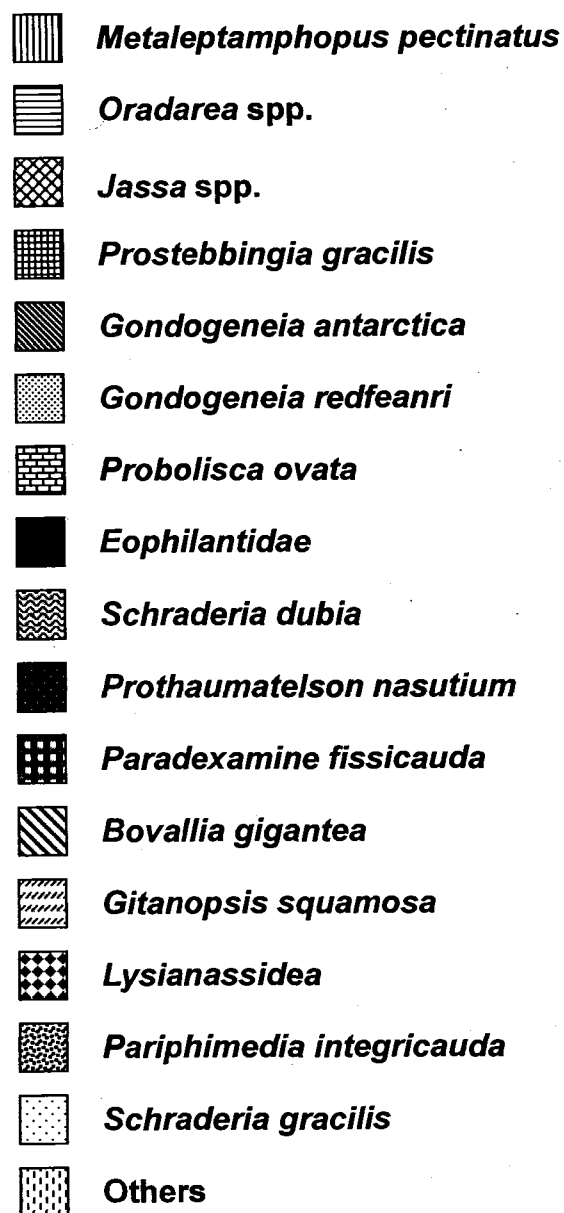 Metaleptamphopus pectinatus
Oradarea spp.
Jassa spp.
Prostebbingia gracilis
Gondogeneia antarctica
Gondogeneia redfeanri
Probolisca ovata
Eophilantidae
Schraderia dubia
Prothaumatelson nasutium
Paradexamine fissicauda
Bovallia gigantea
Gitanopsis squamosa
Lysianassidea
Pariphimedia integricauda
Schraderia gracilis
Others